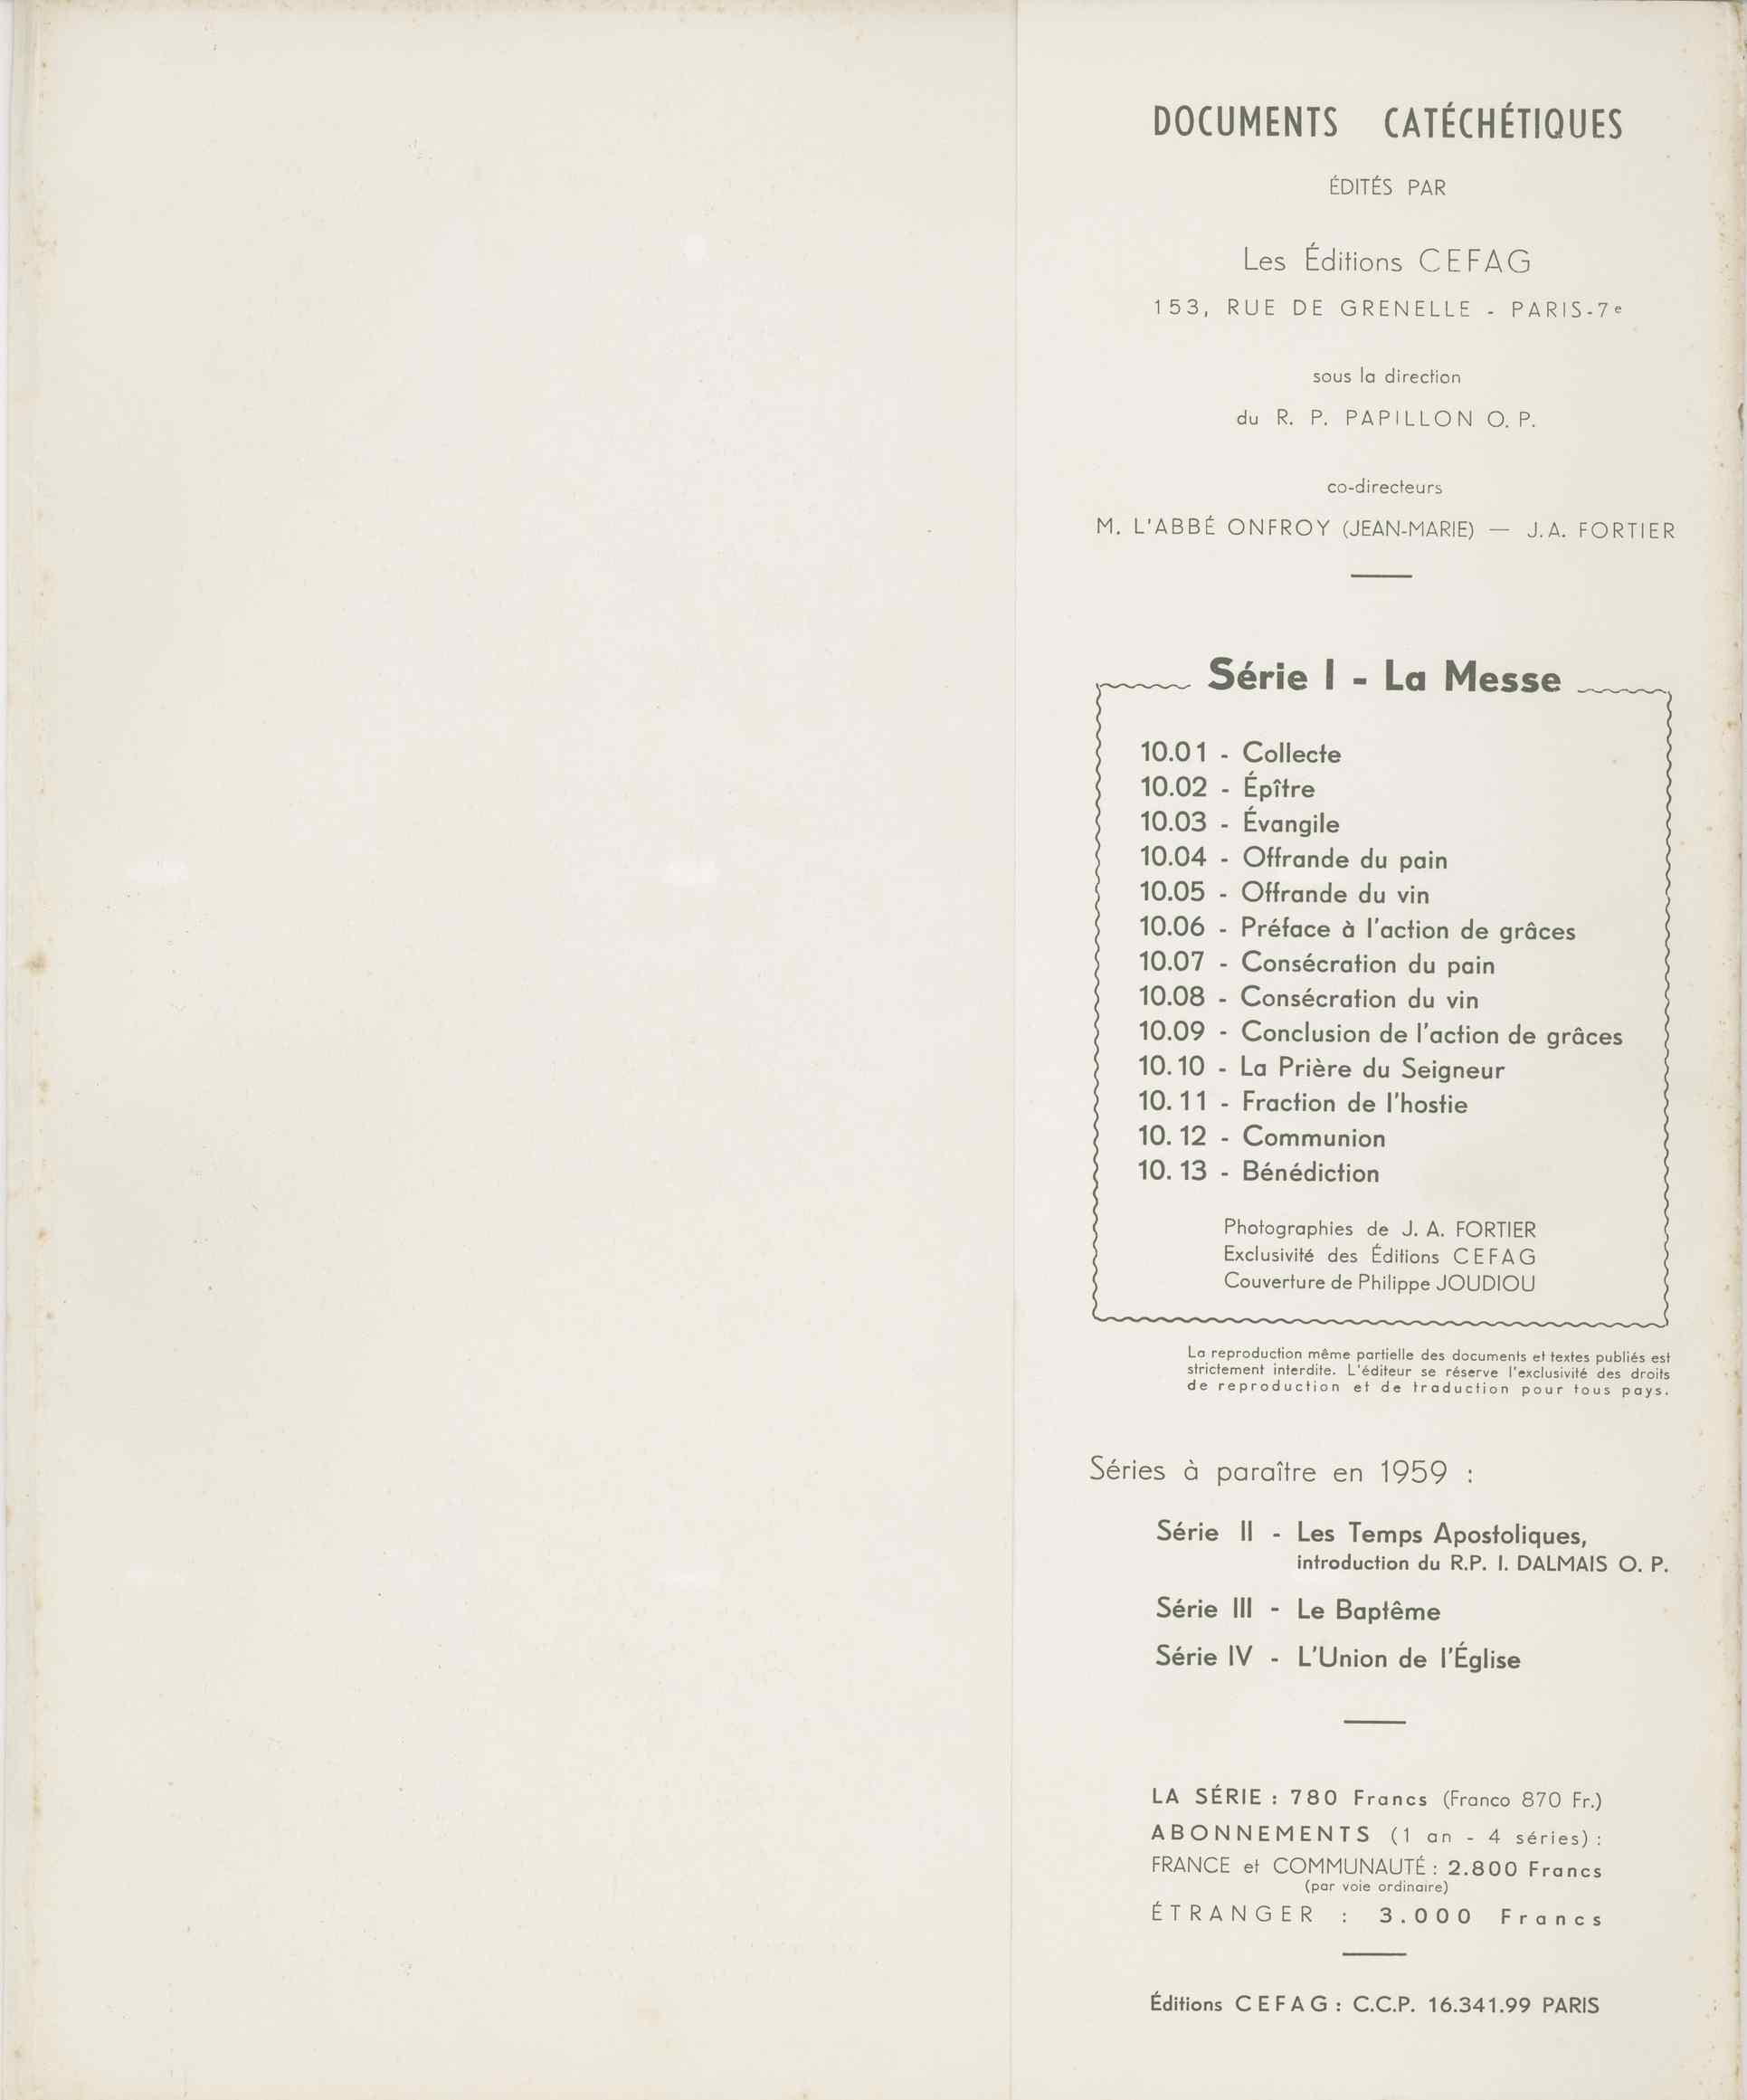 DOCUMENTS CATÉCHÉTIQUES
ÉDITÉS PAR
Les Éditions CEFAG
153, RUE DE GRENELLE - PARIS-7e
sous la direction
du R. P. PAPILLON O. P.
co-directeurs
M. L'ABBÉ ONFROY (JEAN-MARIE) — J.A. FORTIER
Série I - La Messe
10.01 - Collecte
10.02 - Épître
10.03 - Évangile
10.04 - Offrande du pain
10.05 - Offrande du vin
10.06 - Préface à l'action de grâces
10.07 - Consécration du pain
10.08 - Consécration du vin
10.09 - Conclusion de l'action de grâces
10.10 - La Prière du Seigneur
10.11 - Fraction de l'hostie
10.12 - Communion
10.13 - Bénédiction
Photographies de J. A. FORTIER
Exclusivité des Éditions CEFAG
Couverture de Philippe JOUDIOU
La reproduction même partielle des documents et textes publiés est
strictement interdite. L'éditeur se réserve l'exclusivité des droits
de reproduction et de traduction pour tous pays.
Séries à paraître en 1959 :
Série II - Les Temps Apostoliques,
introduction du R.P. I. DALMAIS O. P.
Série III - Le Baptême
Série IV - L'Union de l'Église
LA SÉRIE : 780 Francs (Franco 870 Fr.)
ABONNEMENTS (1 an - 4 séries) :
FRANCE et COMMUNAUTÉ : 2.800 Francs
(par voie ordinaire)
ÉTRANGER : 3.000 Francs
Éditions CEFAG : C.C.P. 16.341.99 PARIS